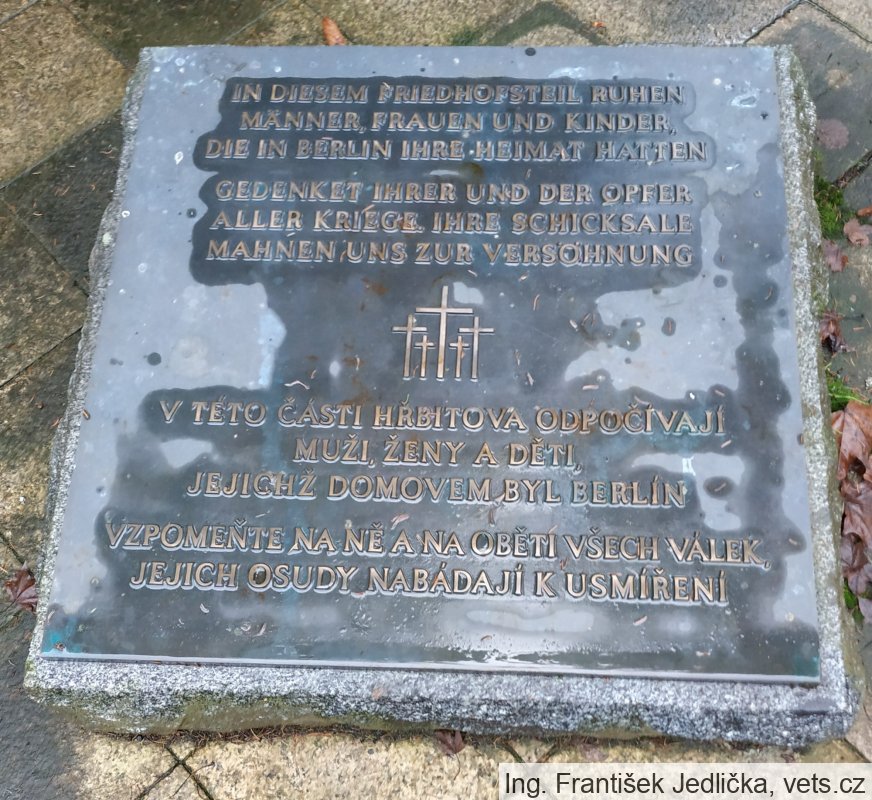 IN DIESEM FRIEDHOFSTEIL RUHEN
MÄNNER, FRAUEN UND KINDER,
DIE IN BERLIN IHRE HEIMAT HATTEN
GEDENKET IHRER UND DER OPFER
ALLER KRIEGE. IHRE SCHICKSALE
MAHNEN UNS ZUR VERSÖHNUNG
V TÉTO ČÁSTI HŘBITOVA ODPOČÍVAJÍ
MUŽI, ŽENY A DĚTI,
JEJICHŽ DOMOVEM BYL BERLÍN
VZPOMEŇTE NA NĚ A NA OBĚTÍ VŠECH VÁLEK,
JEJICH OSUDY NABÁDAJÍ K USMÍŘENÍ
Ing. František Jedlička, vets.cz